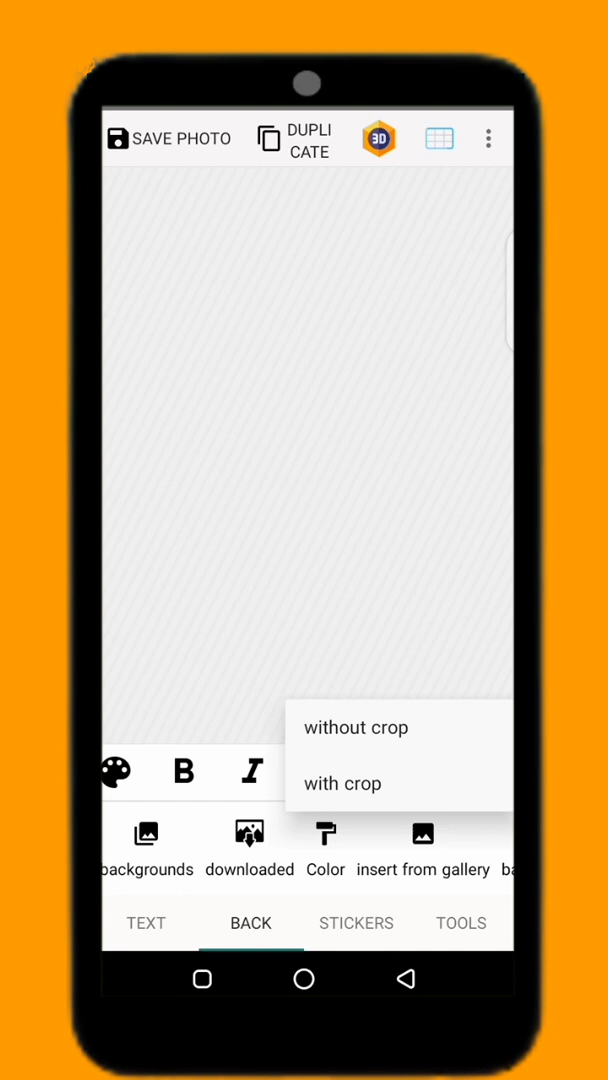 SAVE PHOTO
DUPLI
CATE
3D
without crop
with crop
B I
backgrounds downloaded Color insert from gallery ba
TEXT BACK STICKERS TOOLS